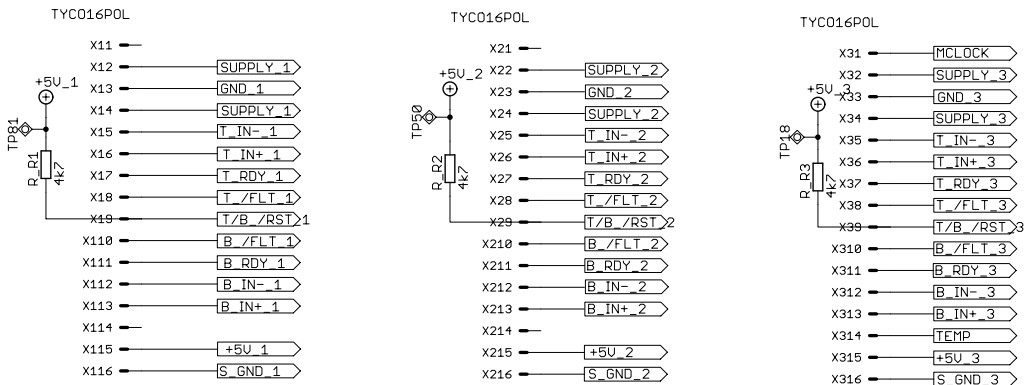 TYCO16POL
X11
X12 SUPPLY_1
+5V_1
X13 GND_1
X14 SUPPLY_1
TP81
X15 T_IN-_1
R_R1
4k7
X16 T_IN+_1
X17 T_RDY_1
X18 T_/FLT_1
X19 T/B_/RST_1
X110 B_/FLT_1
X111 B_RDY_1
X112 B_IN-_1
X113 B_IN+_1
X114
X115 +5V_1
X116 S_GND_1
TYCO16POL
X21
X22 SUPPLY_2
+5V_2
X23 GND_2
X24 SUPPLY_2
TP50
X25 T_IN-_2
X26 T_IN+_2
R_R2
4k7
X27 T_RDY_2
X28 T_/FLT_2
X29 T/B_/RST_2
X210 B_/FLT_2
X211 B_RDY_2
X212 B_IN-_2
X213 B_IN+_2
X214
X215 +5V_2
X216 S_GND_2
TYCO16POL
X31 MCLOCK
X32 SUPPLY_3
+5V_3
X33 GND_3
X34 SUPPLY_3
TP18
X35 T_IN-_3
X36 T_IN+_3
R_R3
4k7
X37 T_RDY_3
X38 T_/FLT_3
X39 T/B_/RST_3
X310 B_/FLT_3
X311 B_RDY_3
X312 B_IN-_3
X313 B_IN+_3
X314 TEMP
X315 +5V_3
X316 S_GND_3